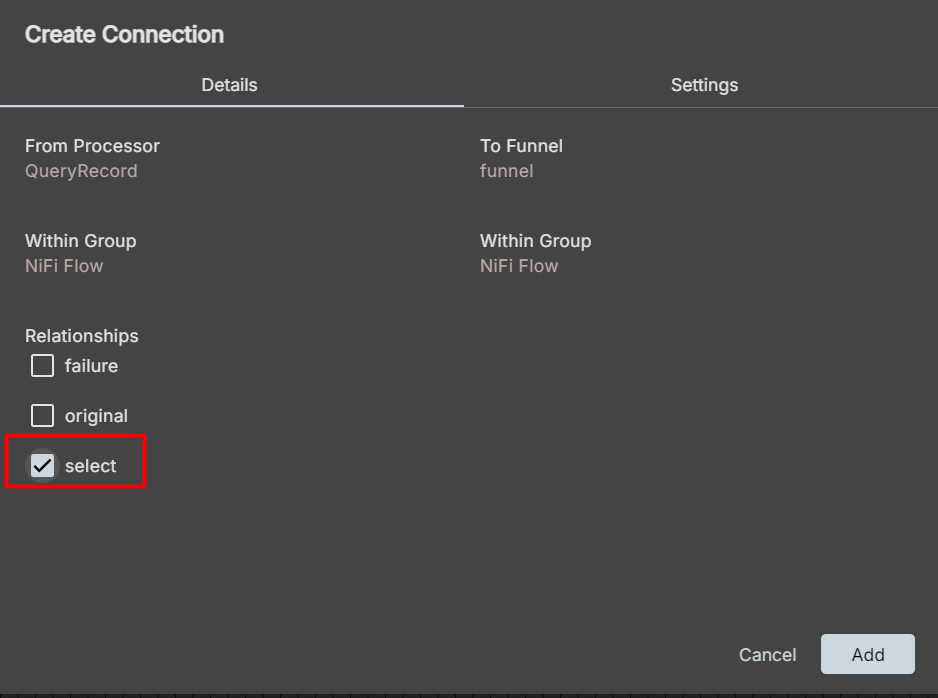 Create Connection
Details Settings
From Processor To Funnel
QueryRecord funnel
Within Group Within Group
NiFi Flow NiFi Flow
Relationships
failure
original
select
Cancel Add